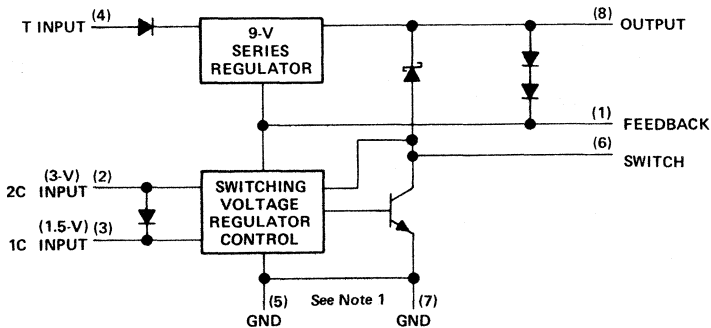 T INPUT (4)
9-V
SERIES
REGULATOR
(8) OUTPUT
(1)
FEEDBACK
(6)
SWITCH
(3-V) (2)
2C INPUT
(1.5-V) (3)
1C INPUT
SWITCHING
VOLTAGE
REGULATOR
CONTROL
(5) See Note 1 (7)
GND GND